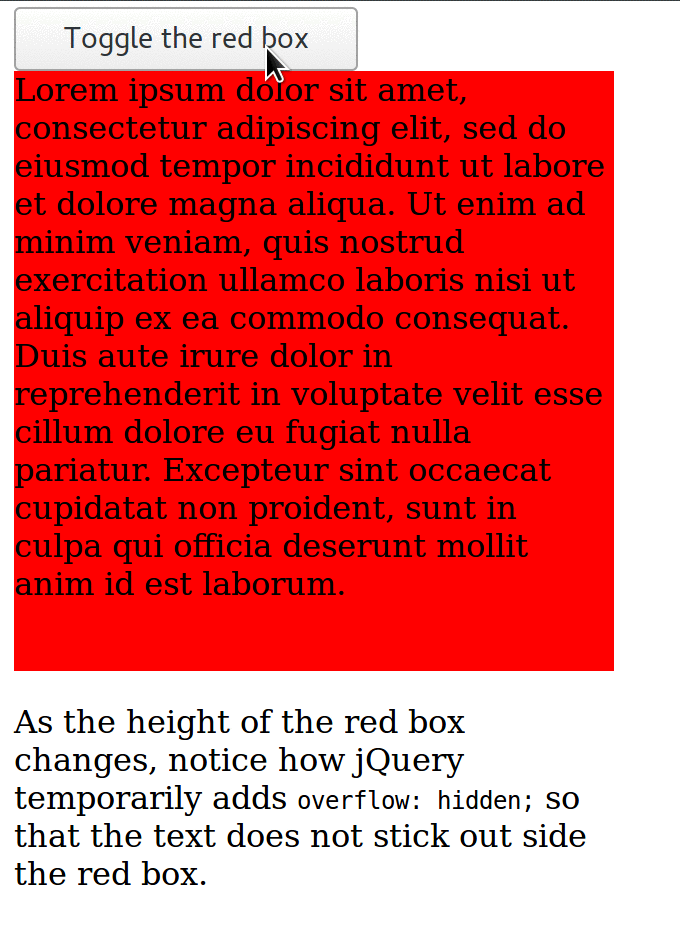 Toggle the red box
Lorem ipsum dolor sit amet,
consectetur adipiscing elit, sed do
eiusmod tempor incididunt ut labore
et dolore magna aliqua. Ut enim ad
minim veniam, quis nostrud
exercitation ullamco laboris nisi ut
aliquip ex ea commodo consequat.
Duis aute irure dolor in
reprehenderit in voluptate velit esse
cillum dolore eu fugiat nulla
pariatur. Excepteur sint occaecat
cupidatat non proident, sunt in
culpa qui officia deserunt mollit
anim id est laborum.
As the height of the red box
changes, notice how jQuery
temporarily adds overflow: hidden; so
that the text does not stick out side
the red box.